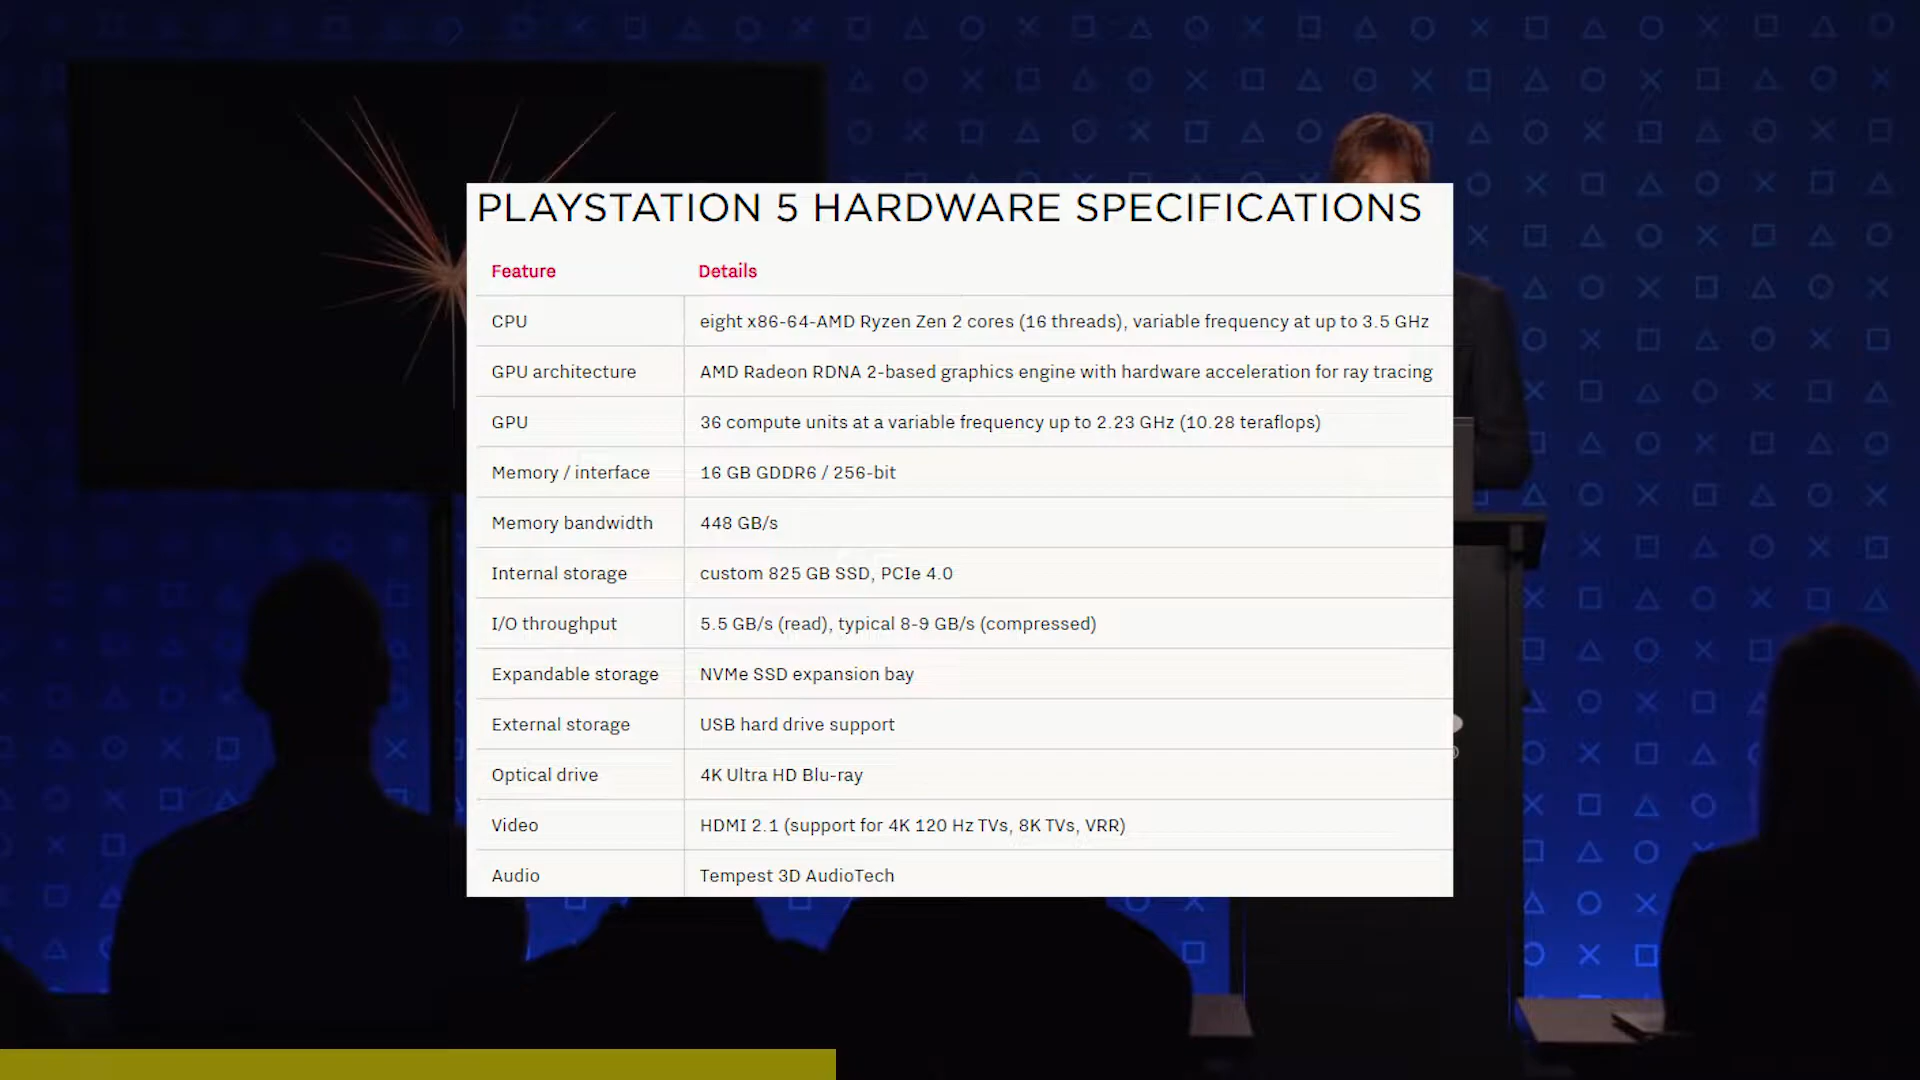 PLAYSTATION 5 HARDWARE SPECIFICATIONS
Feature Details
CPU eight x86-64-AMD Ryzen Zen 2 cores (16 threads), variable frequency at up to 3.5 GHz
GPU architecture AMD Radeon RDNA 2-based graphics engine with hardware acceleration for ray tracing
GPU 36 compute units at a variable frequency up to 2.23 GHz (10.28 teraflops)
Memory / interface 16 GB GDDR6 / 256-bit
Memory bandwidth 448 GB/s
Internal storage custom 825 GB SSD, PCIe 4.0
I/O throughput 5.5 GB/s (read), typical 8-9 GB/s (compressed)
Expandable storage NVMe SSD expansion bay
External storage USB hard drive support
Optical drive 4K Ultra HD Blu-ray
Video HDMI 2.1 (support for 4K 120 Hz TVs, 8K TVs, VRR)
Audio Tempest 3D AudioTech